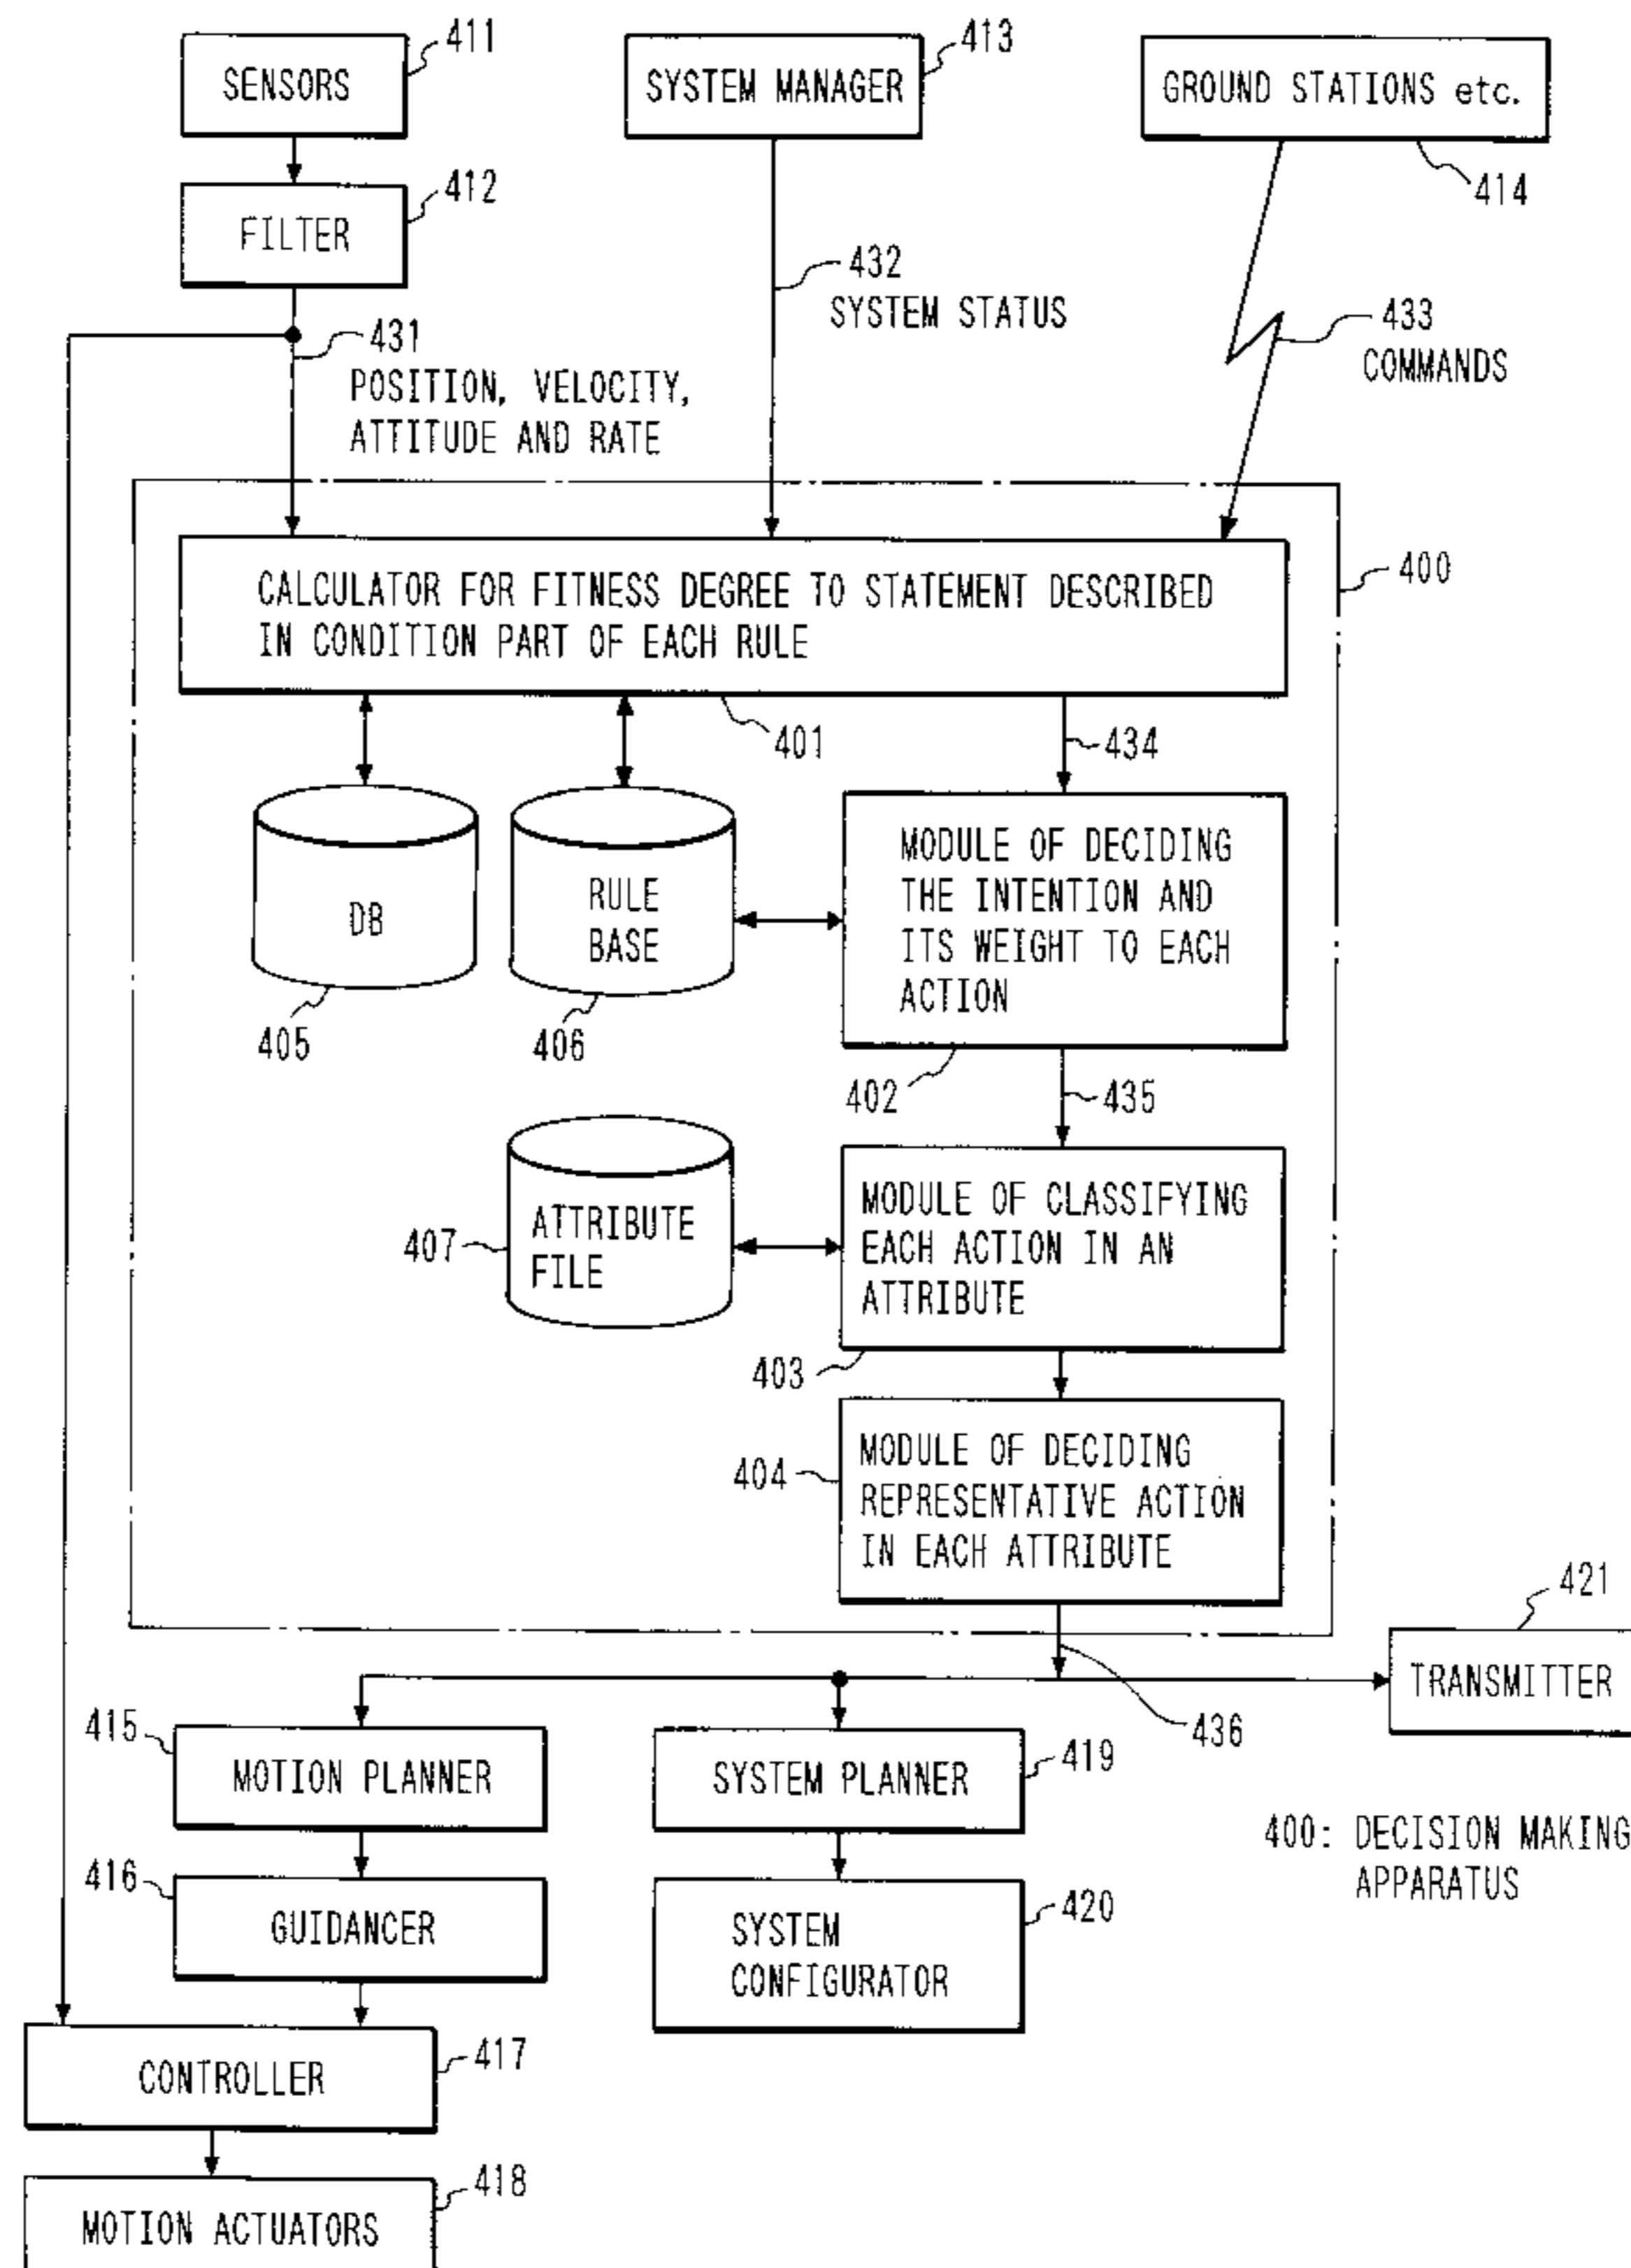 411
SENSORS
413
SYSTEM MANAGER
GROUND STATIONS etc.
414
412
FILTER
432
SYSTEM STATUS
433
COMMANDS
431
POSITION, VELOCITY,
ATTITUDE AND RATE
400
CALCULATOR FOR FITNESS DEGREE TO STATEMENT DESCRIBED
IN CONDITION PART OF EACH RULE
401
434
DB
405
RULE
BASE
406
MODULE OF DECIDING
THE INTENTION AND
ITS WEIGHT TO EACH
ACTION
402
435
407
ATTRIBUTE
FILE
MODULE OF CLASSIFYING
EACH ACTION IN AN
ATTRIBUTE
403
404
MODULE OF DECIDING
REPRESENTATIVE ACTION
IN EACH ATTRIBUTE
421
TRANSMITTER
436
415
MOTION PLANNER
419
SYSTEM PLANNER
400: DECISION MAKING
APPARATUS
416
GUIDANCER
420
SYSTEM
CONFIGURATOR
417
CONTROLLER
418
MOTION ACTUATORS